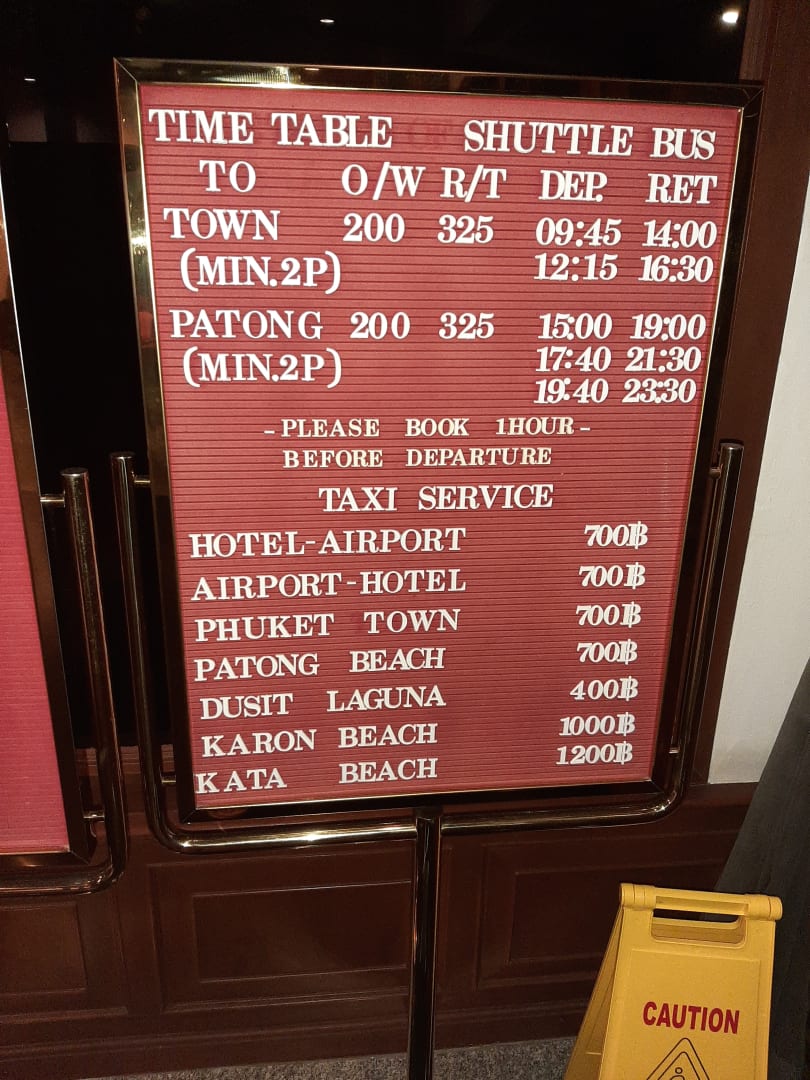 TIME TABLE SHUTTLE BUS
TO O/W R/T DEP. RET
TOWN 200 325 09:45 14:00
(MIN.2P) 12:15 16:30
PATONG 200 325 15:00 19:00
(MIN.2P) 17:40 21:30
19:40 23:30
-PLEASE BOOK 1HOUR-
BEFORE DEPARTURE
TAXI SERVICE
HOTEL-AIRPORT 700฿
AIRPORT-HOTEL 700฿
PHUKET TOWN 700฿
PATONG BEACH 700฿
DUSIT LAGUNA 400฿
KARON BEACH 1000฿
KATA BEACH 1200฿
CAUTION